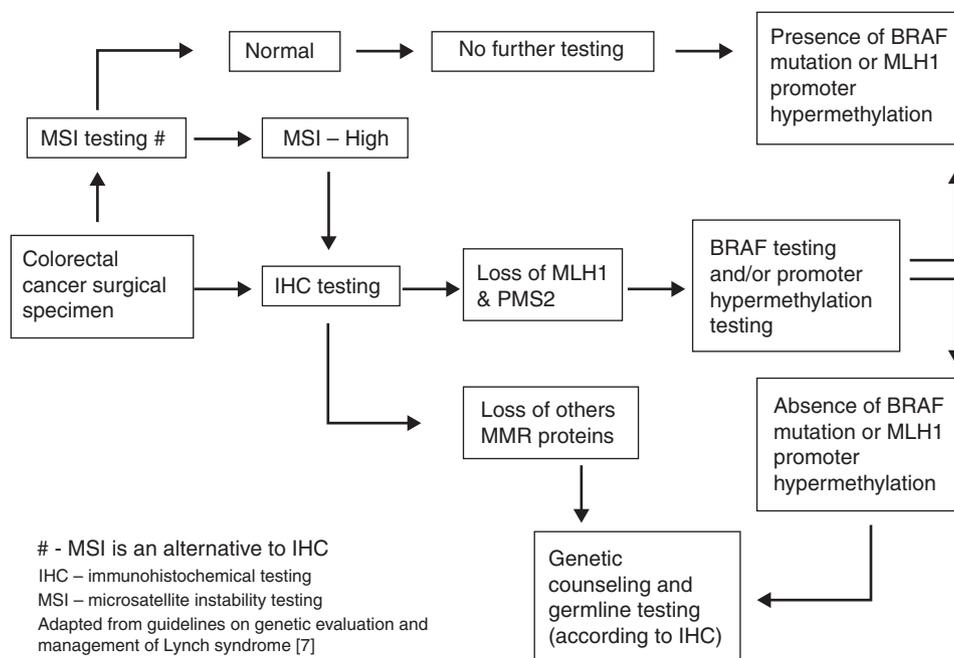 Normal
No further testing
Presence of BRAF
mutation or MLH1
promoter
hypermethylation
MSI testing #
MSI – High
Colorectal
cancer surgical
specimen
IHC testing
Loss of MLH1
& PMS2
BRAF testing
and/or promoter
hypermethylation
testing
Loss of others
MMR proteins
Absence of BRAF
mutation or MLH1
promoter
hypermethylation
Genetic
counseling and
germline testing
(according to IHC)
# - MSI is an alternative to IHC
IHC – immunohistochemical testing
MSI – microsatellite instability testing
Adapted from guidelines on genetic evaluation and
management of Lynch syndrome [7]